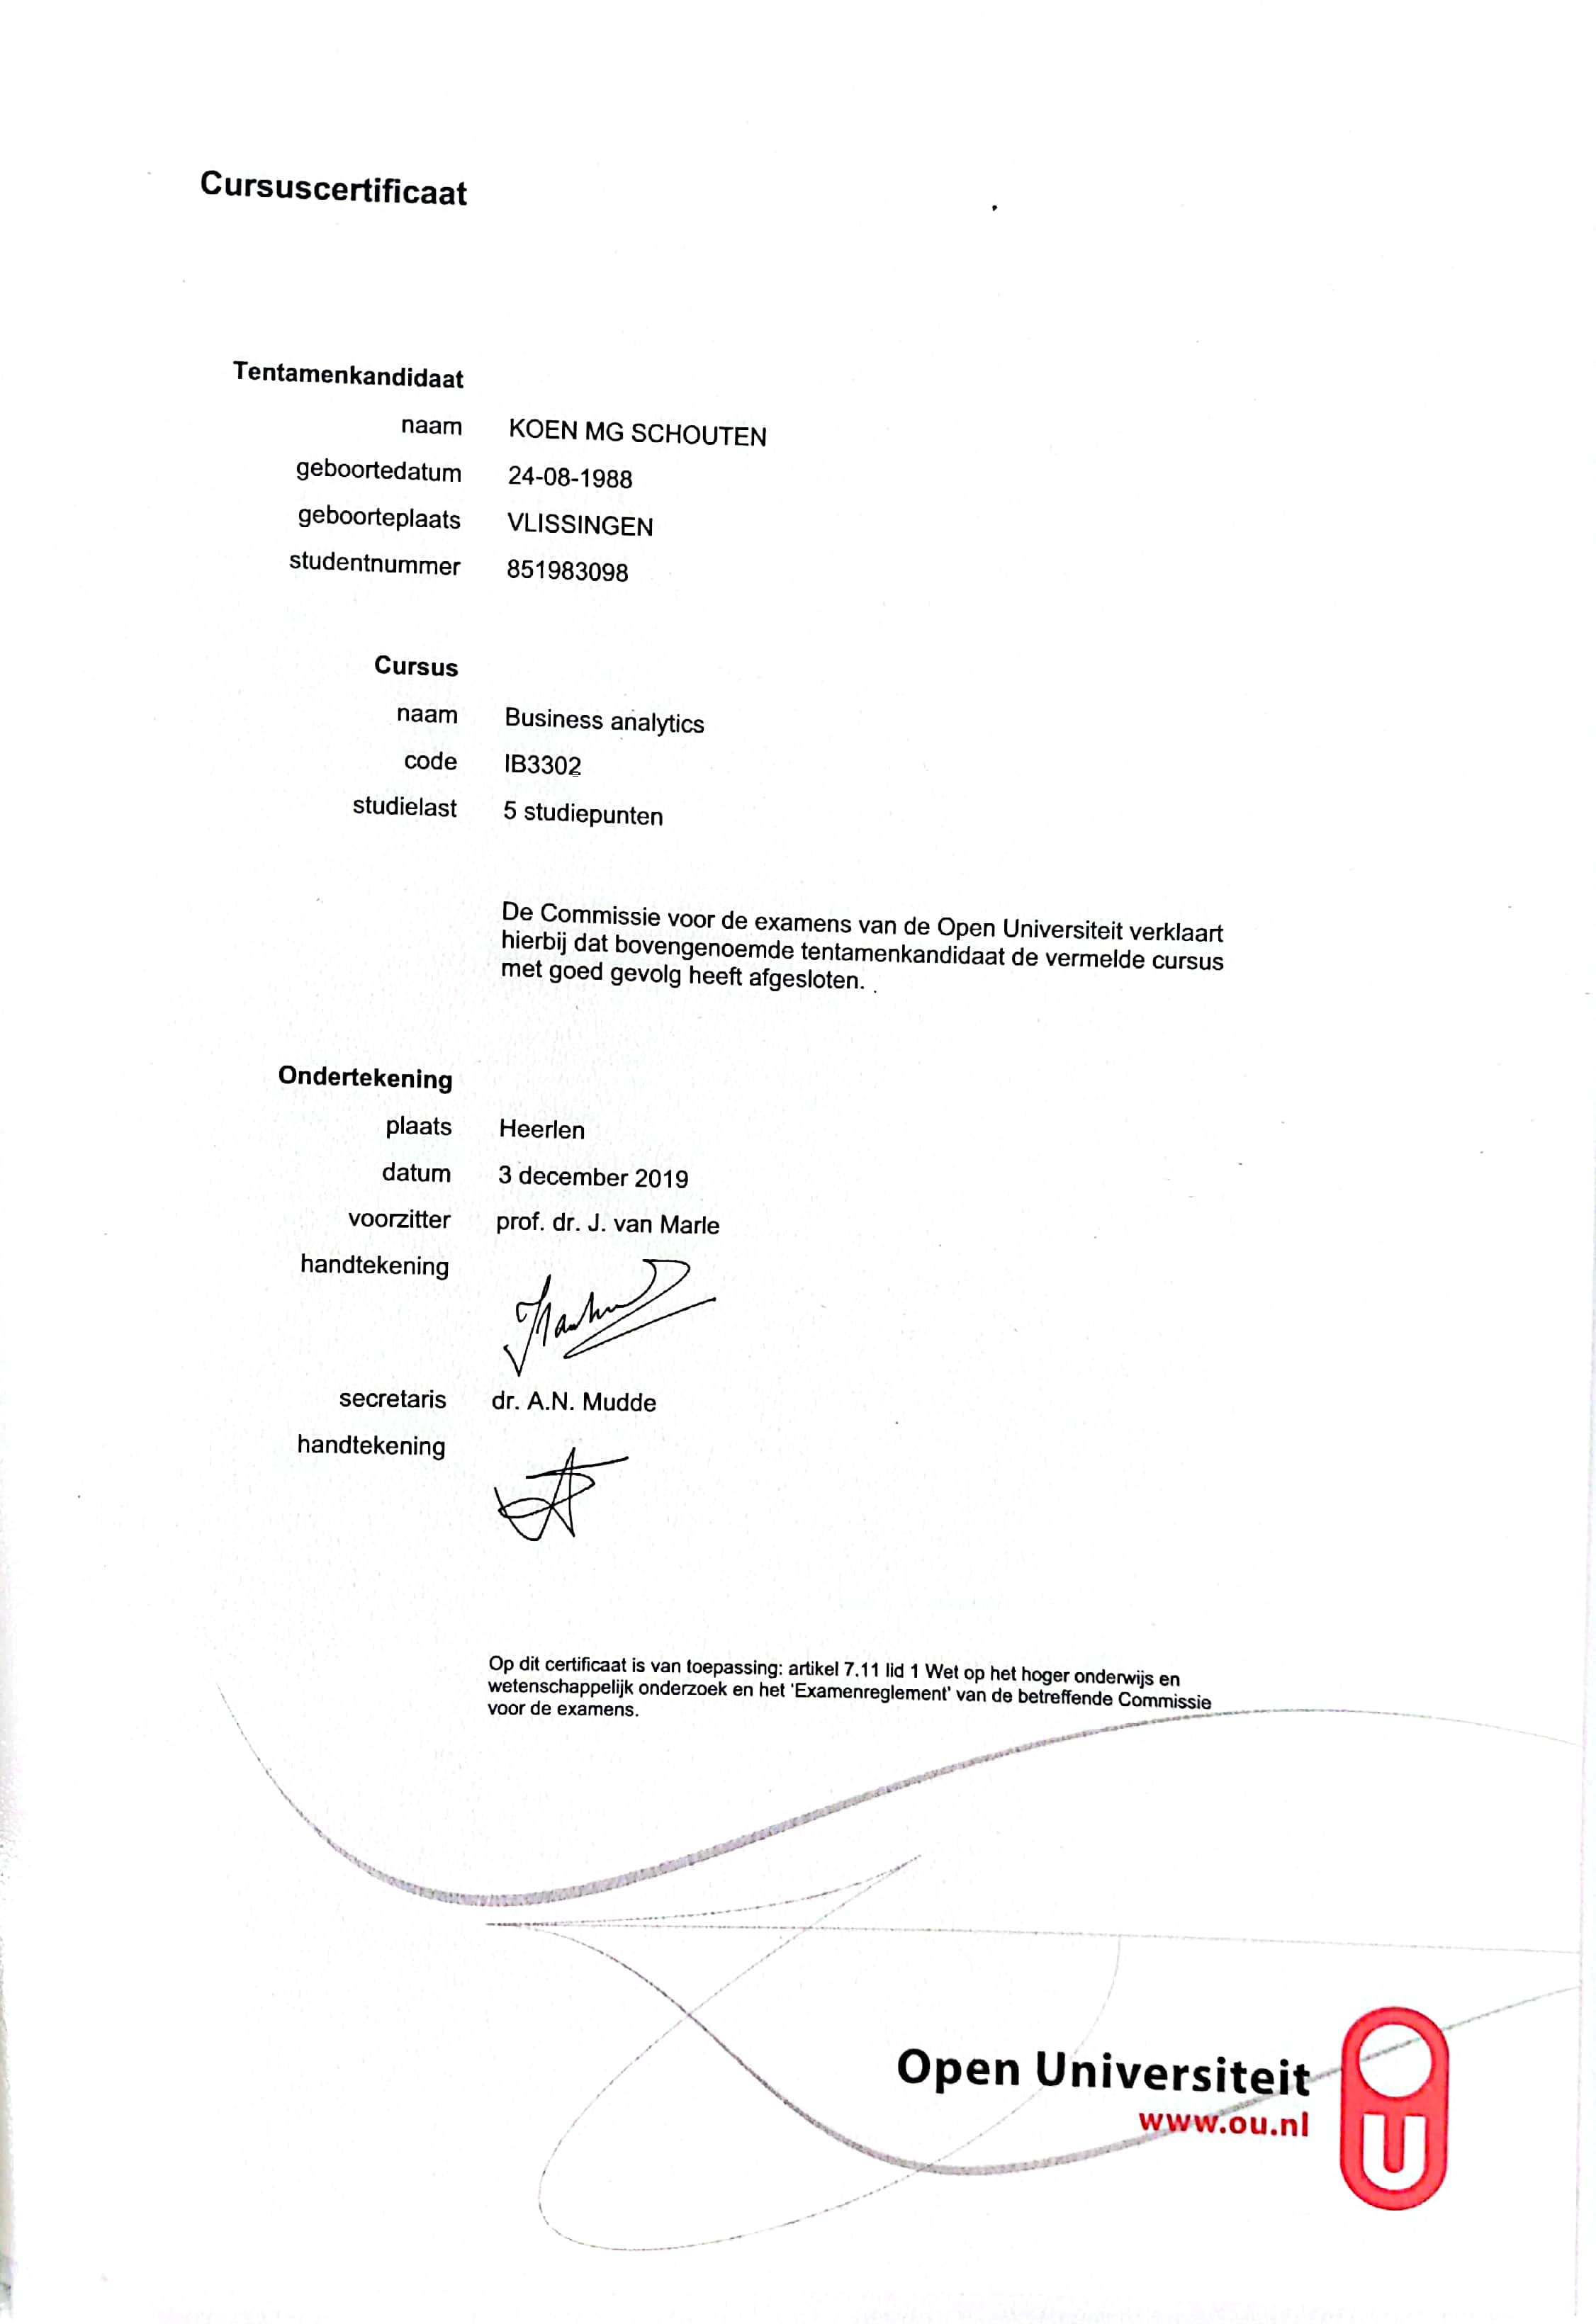 Cursuscertificaat
Tentamenkandidaat
naam KOEN MG SCHOUTEN
geboortedatum 24-08-1988
geboorteplaats VLISSINGEN
studentnummer 851983098
Cursus
naam Business analytics
code IB3302
studielast 5 studiepunten
De Commissie voor de examens van de Open Universiteit verklaart
hierbij dat bovengenoemde tentamenkandidaat de vermelde cursus
met goed gevolg heeft afgesloten.
Ondertekening
plaats Heerlen
datum 3 december 2019
voorzitter prof. dr. J. van Marle
handtekening
secretaris dr. A.N. Mudde
handtekening
Op dit certificaat is van toepassing: artikel 7.11 lid 1 Wet op het hoger onderwijs en
wetenschappelijk onderzoek en het 'Examenreglement' van de betreffende Commissie
voor de examens.
Open Universiteit
www.ou.nl